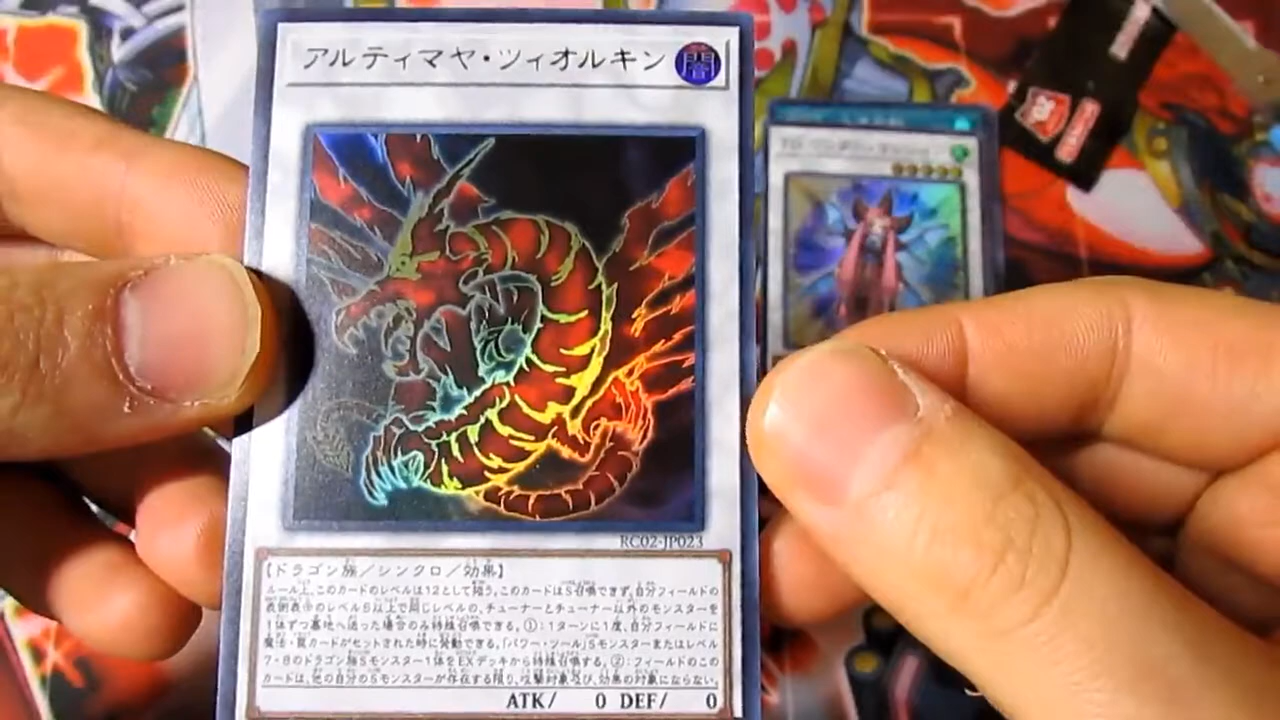 アルティマヤ・ツィオルキン
闇
RC02-JP023
【ドラゴン族／シンクロ／効果】
ルール上、このカードのレベルは12として扱う。このカードはS召喚できず、自分フィールドの
表側表示のレベル5以上で同じレベルの、チューナーとチューナー以外のモンスターを
1体ずつ墓地へ送った場合のみ特殊召喚できる。①：1ターンに1度、自分フィールドに
魔法・罠カードがセットされた時に発動できる。「パワー・ツール」Sモンスターまたはレベル
7・8のドラゴン族Sモンスター1体をEXデッキから特殊召喚する。②：フィールドのこの
カードは、他の自分のSモンスターが存在する限り、攻撃対象及び、効果の対象にならない。
ATK/ 0 DEF/ 0